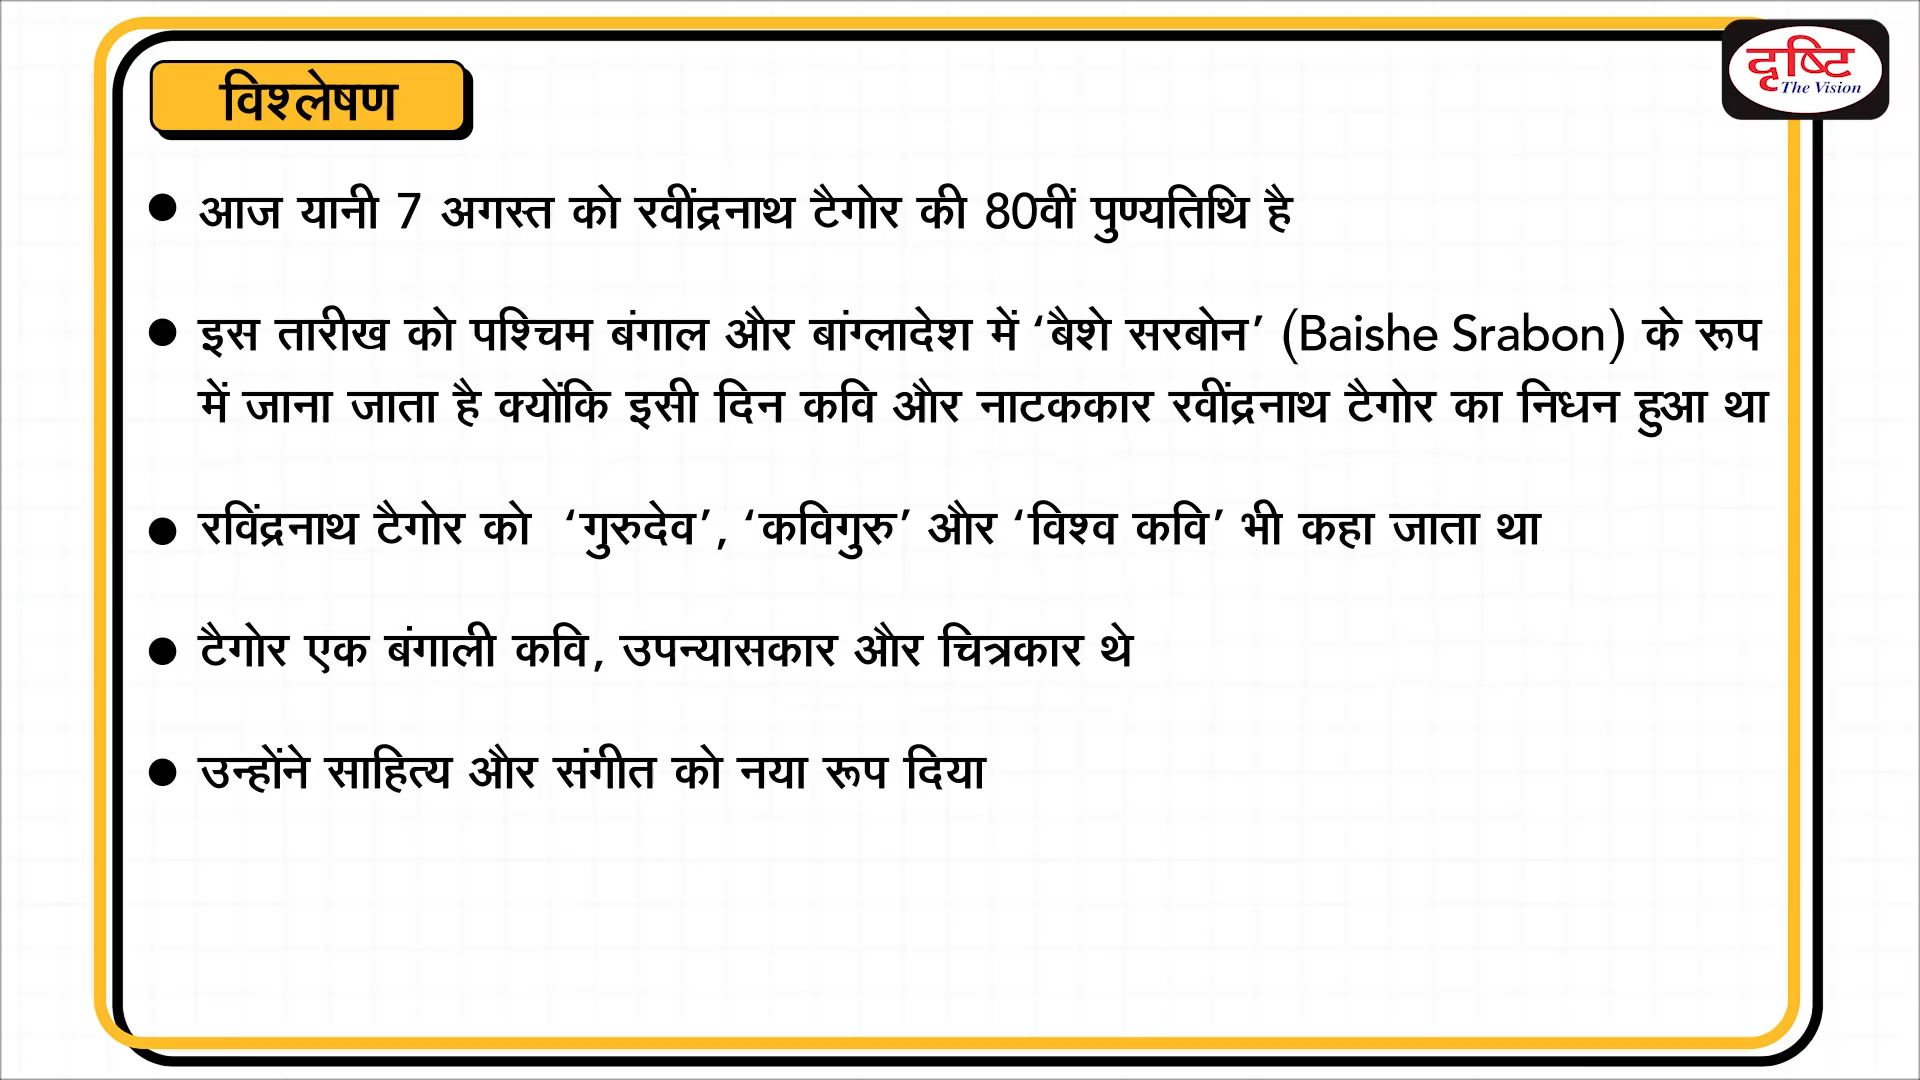 विश्लेषण
दृष्टि
The Vision
● आज यानी 7 अगस्त को रवींद्रनाथ टैगोर की 80वीं पुण्यतिथि है
● इस तारीख को पश्चिम बंगाल और बांग्लादेश में ‘बैशे सरबोन’ (Baishe Srabon) के रूप
में जाना जाता है क्योंकि इसी दिन कवि और नाटककार रवींद्रनाथ टैगोर का निधन हुआ था
● रविंद्रनाथ टैगोर को ‘गुरुदेव’, ‘कविगुरु’ और ‘विश्व कवि’ भी कहा जाता था
● टैगोर एक बंगाली कवि, उपन्यासकार और चित्रकार थे
● उन्होंने साहित्य और संगीत को नया रूप दिया